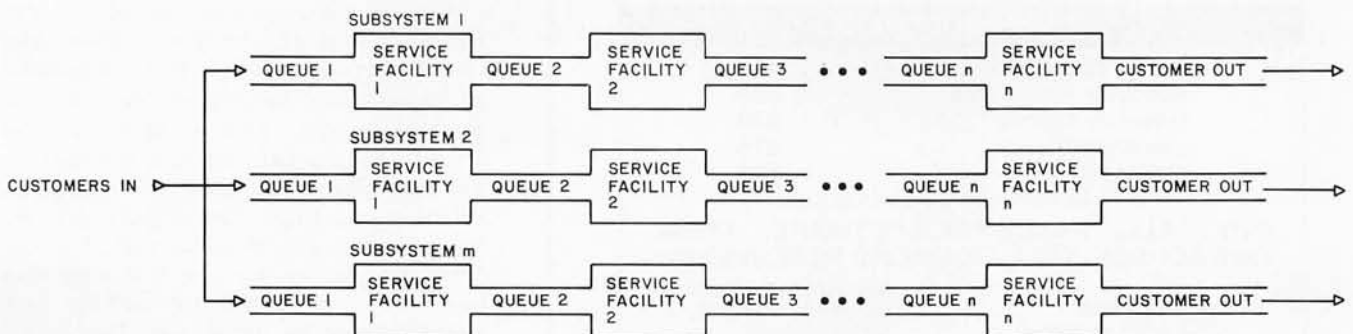 SUBSYSTEM 1
QUEUE 1
SERVICE
FACILITY
1
QUEUE 2
SERVICE
FACILITY
2
QUEUE 3
• • •
QUEUE n
SERVICE
FACILITY
n
CUSTOMER OUT
CUSTOMERS IN
SUBSYSTEM 2
QUEUE 1
SERVICE
FACILITY
1
QUEUE 2
SERVICE
FACILITY
2
QUEUE 3
• • •
QUEUE n
SERVICE
FACILITY
n
CUSTOMER OUT
SUBSYSTEM m
QUEUE 1
SERVICE
FACILITY
1
QUEUE 2
SERVICE
FACILITY
2
QUEUE 3
• • •
QUEUE n
SERVICE
FACILITY
n
CUSTOMER OUT